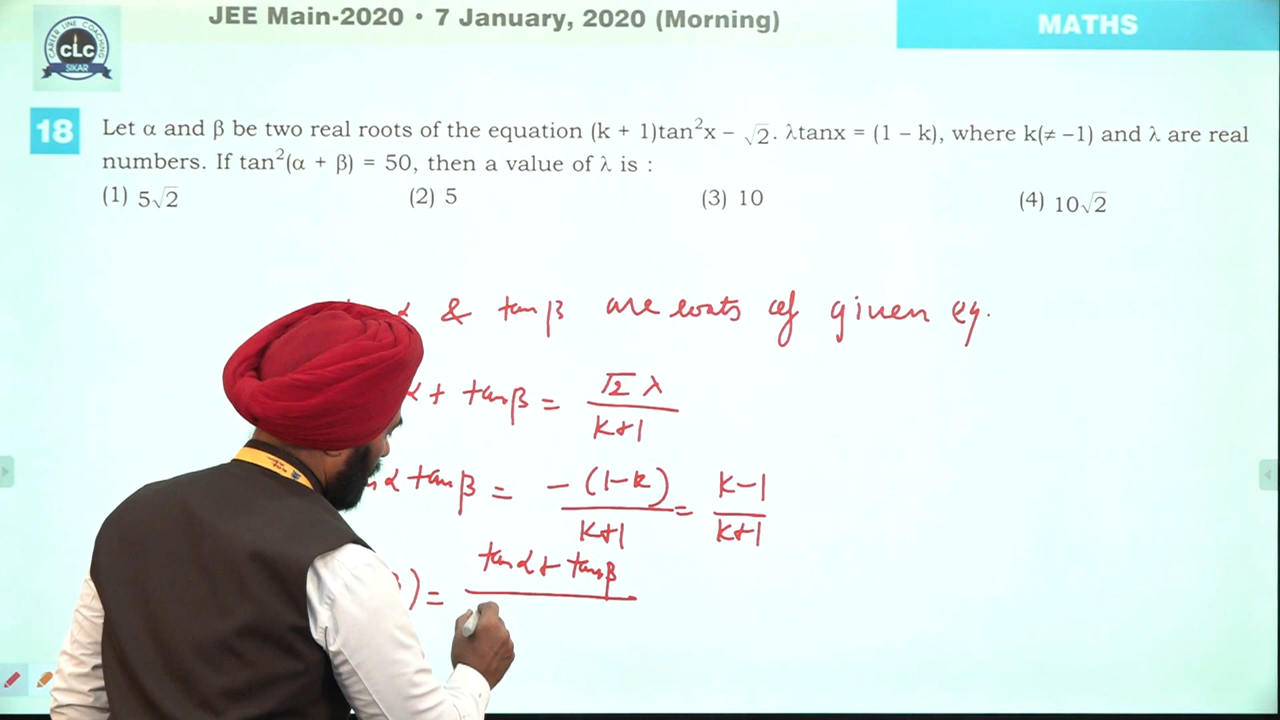 JEE Main-2020 • 7 January, 2020 (Morning)
MATHS
CAREER LINE COACHING
CLC
SIKAR
18
Let α and β be two real roots of the equation (k + 1)tan²x − √2. λtanx = (1 − k), where k(≠ −1) and λ are real
numbers. If tan²(α + β) = 50, then a value of λ is :
(1) 5√2 (2) 5 (3) 10 (4) 10√2
α & tanβ are roots of given eq.
α + tanβ = √2 λ / k+1
α tanβ = −(1−k) / k+1 = k−1 / k+1
) = tanα + tanβ